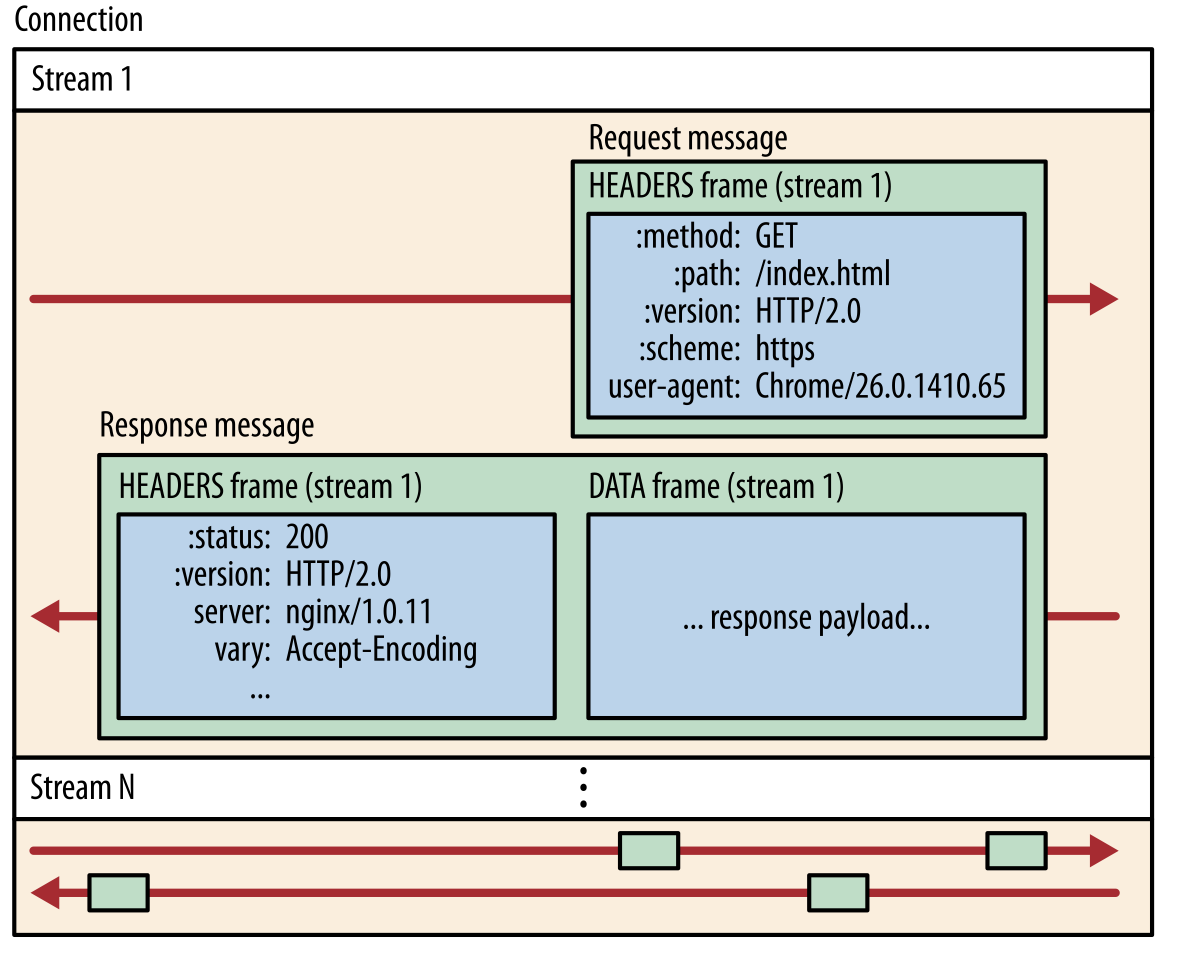 Connection
Stream 1
Request message
HEADERS frame (stream 1)
:method: GET
:path: /index.html
:version: HTTP/2.0
:scheme: https
user-agent: Chrome/26.0.1410.65
Response message
HEADERS frame (stream 1)
:status: 200
:version: HTTP/2.0
server: nginx/1.0.11
vary: Accept-Encoding
...
DATA frame (stream 1)
... response payload...
Stream N